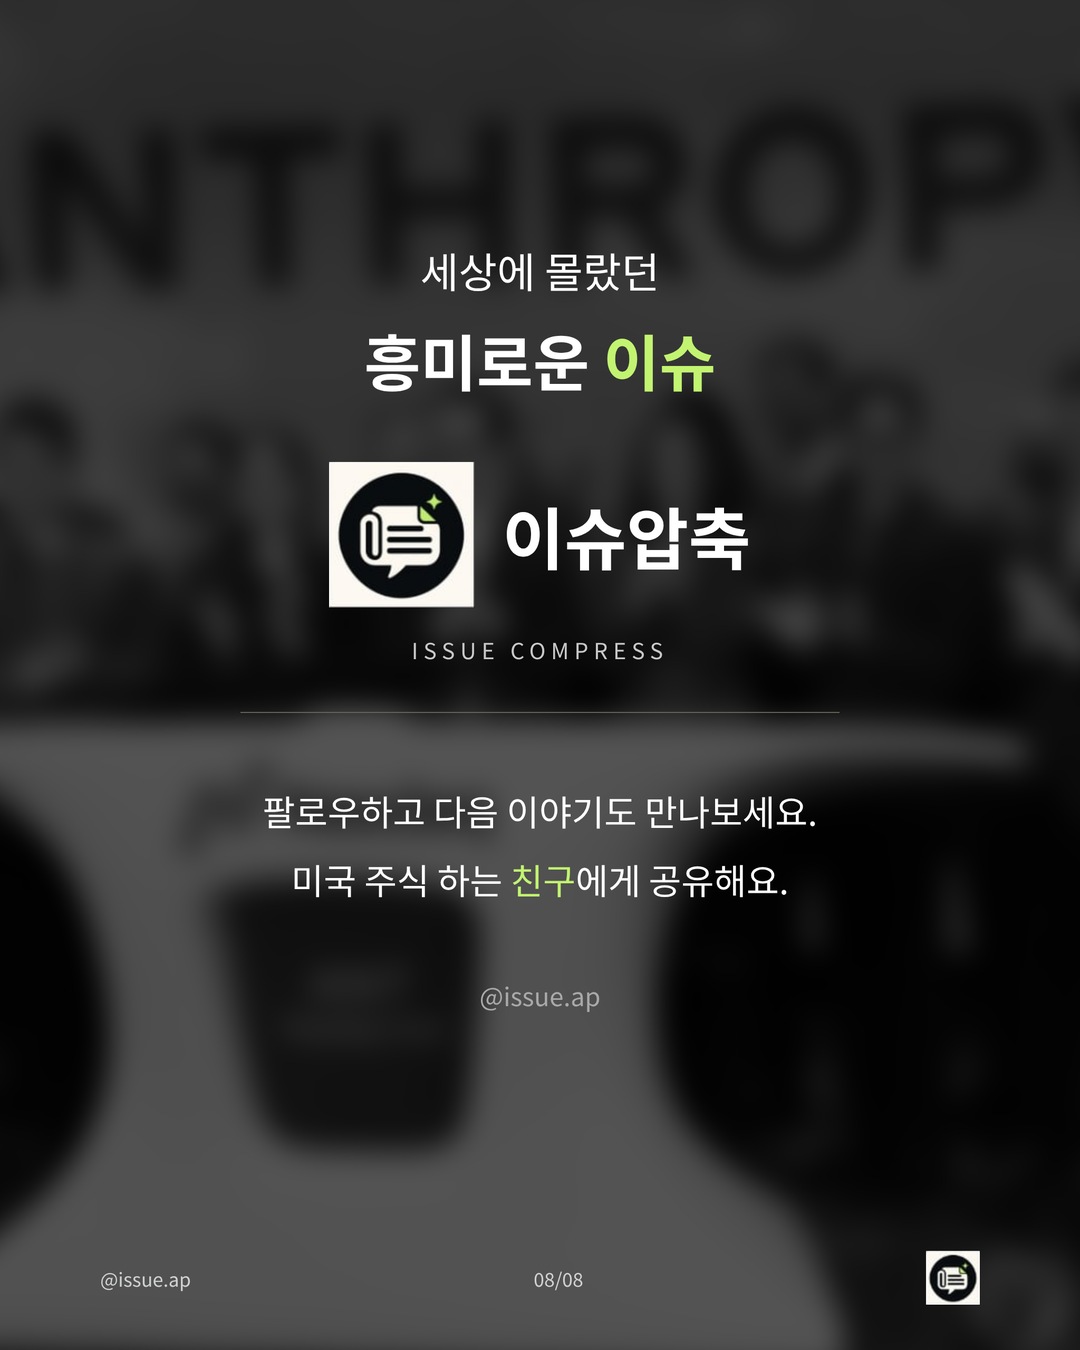 ANTHROP
세상에 몰랐던
흥미로운 이슈
이슈압축
ISSUE COMPRESS
팔로우하고 다음 이야기도 만나보세요.
미국 주식 하는 친구에게 공유해요.
@issue.ap
@issue.ap
08/08